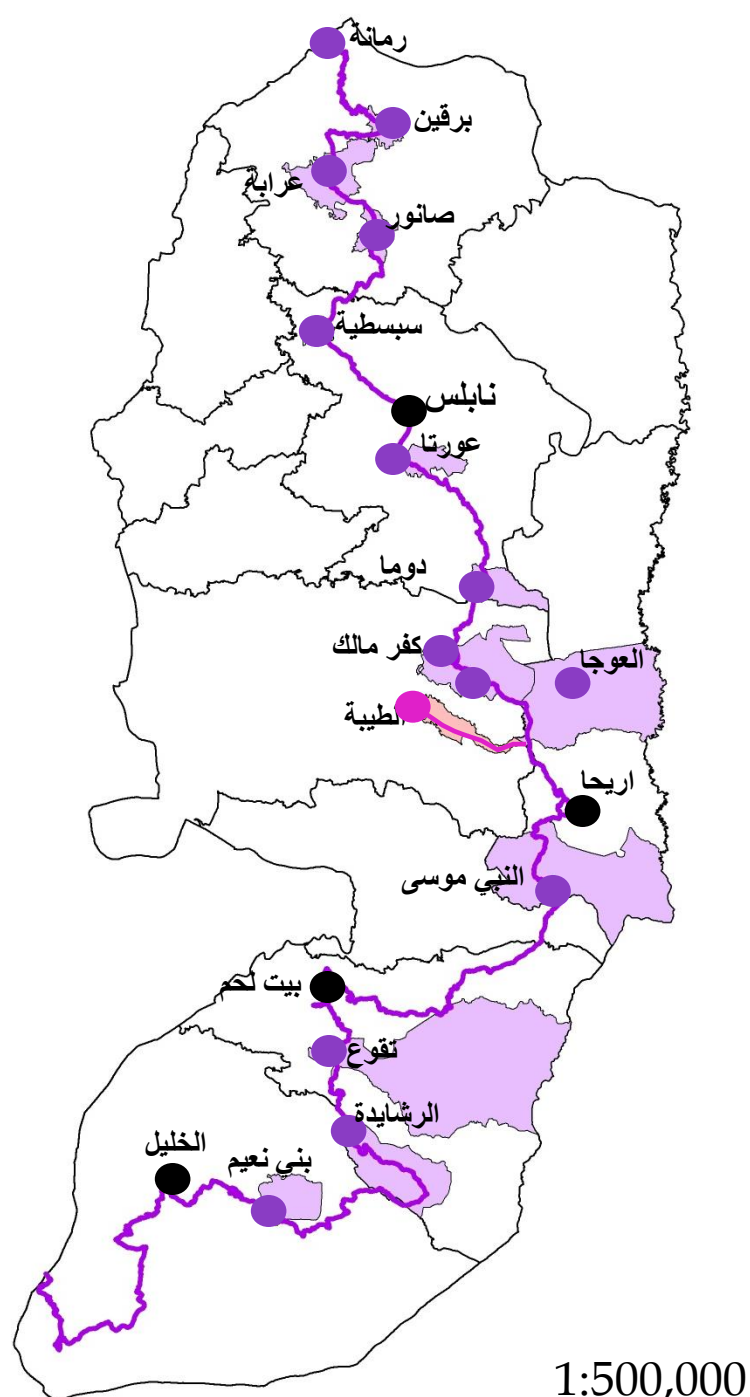 رمانة
برقين
عرابة
صانور
سبسطية
نابلس
عورتا
دوما
كفر مالك
العوجا
الطيبة
اريحا
النبي موسى
بيت لحم
تقوع
الرشايدة
الخليل
بني نعيم
1:500,000